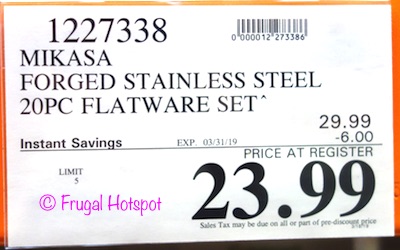 1227338
0000012273386
MIKASA
FORGED STAINLESS STEEL
20PC FLATWARE SET^
29.99
Instant Savings EXP. 03/31/19 -6.00
PRICE AT REGISTER
LIMIT
5
23.99
© Frugal Hotspot
Sales Tax may be due on all or part of pre-discount price